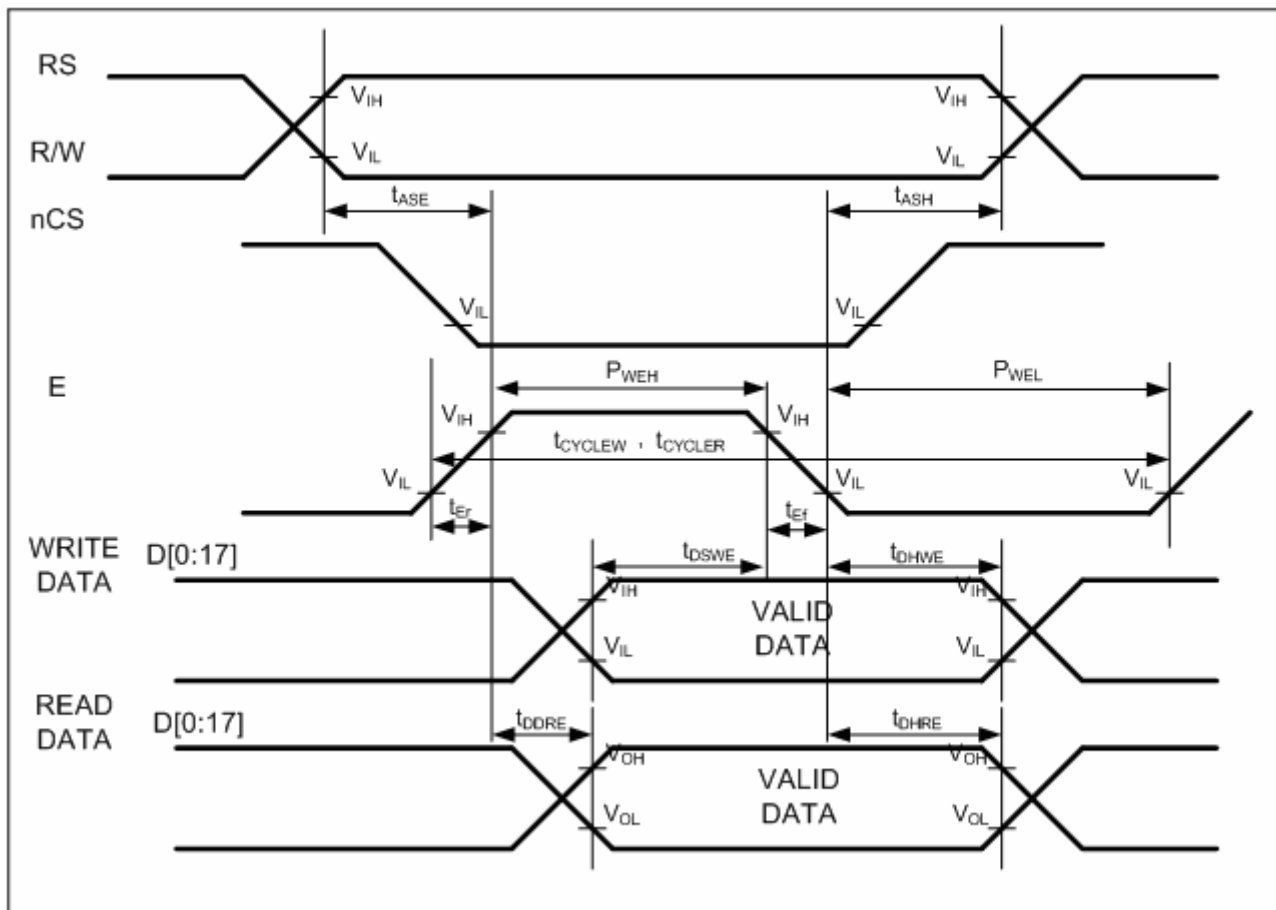 RS
VIH VIH
R/W VIL VIL
tASE tASH
nCS
VIL VIL
PWEH PWEL
E
VIH VIH
tCYCLEW , tCYCLER
VIL VIL VIL
tEr tEf
WRITE
DATA
D[0:17]
tDSWE tDHWE
VIH VIH
VALID
DATA
VIL VIL
READ
DATA
D[0:17]
tDDRE tDHRE
VOH VOH
VALID
DATA
VOL VOL